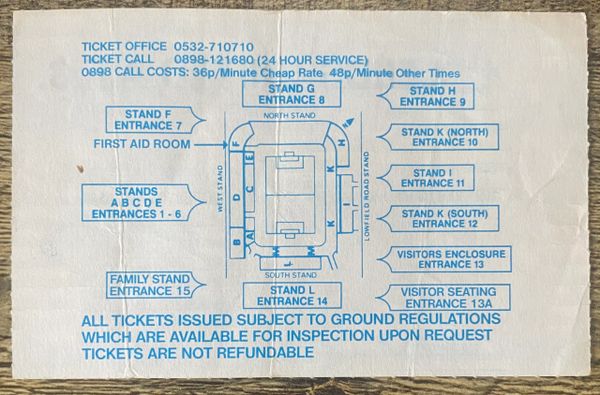 TICKET OFFICE 0532-710710
TICKET CALL 0898-121680 (24 HOUR SERVICE)
0898 CALL COSTS: 36p/Minute Cheap Rate 48p/Minute Other Times
STAND G
ENTRANCE 8
STAND H
ENTRANCE 9
STAND F
ENTRANCE 7
NORTH STAND
STAND K (NORTH)
ENTRANCE 10
FIRST AID ROOM
F
H
E
K
STAND I
ENTRANCE 11
STANDS
A B C D E
ENTRANCES 1 - 6
WEST STAND
D
C
I
LOWFIELD ROAD STAND
STAND K (SOUTH)
ENTRANCE 12
K
B
A
M
M
L
VISITORS ENCLOSURE
ENTRANCE 13
SOUTH STAND
FAMILY STAND
ENTRANCE 15
STAND L
ENTRANCE 14
VISITOR SEATING
ENTRANCE 13A
ALL TICKETS ISSUED SUBJECT TO GROUND REGULATIONS
WHICH ARE AVAILABLE FOR INSPECTION UPON REQUEST
TICKETS ARE NOT REFUNDABLE